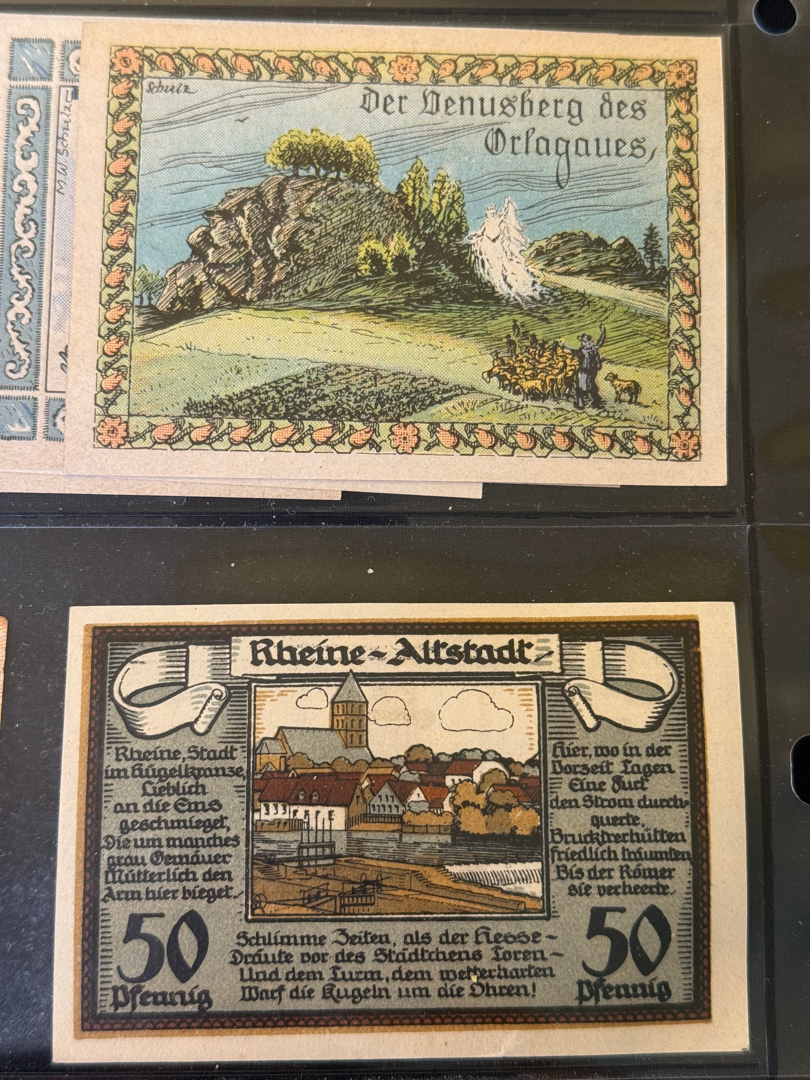 Schulz
Der Venusberg des
Orlagaues,
M.W. Schulz
Rheine-Altstadt
Rheine, Stadt
im Hügelkranze,
Lieblich
an die Ems
geschmieget,
Die um manches
grau Gemäuer
Mütterlich den
Arm hier bieget.
Hier, wo in der
Vorzeit Tagen
Eine Furt
den Strom durch-
querte,
Bruckterhütten
friedlich träumten
Bis der Römer
sie verheerte.
50
Pfennig
Schlimme Zeiten, als der Hesse-
Dräute vor des Städtchens Toren-
Und dem Turm, dem wetterharten
Warf die Kugeln um die Ohren!
50
Pfennig